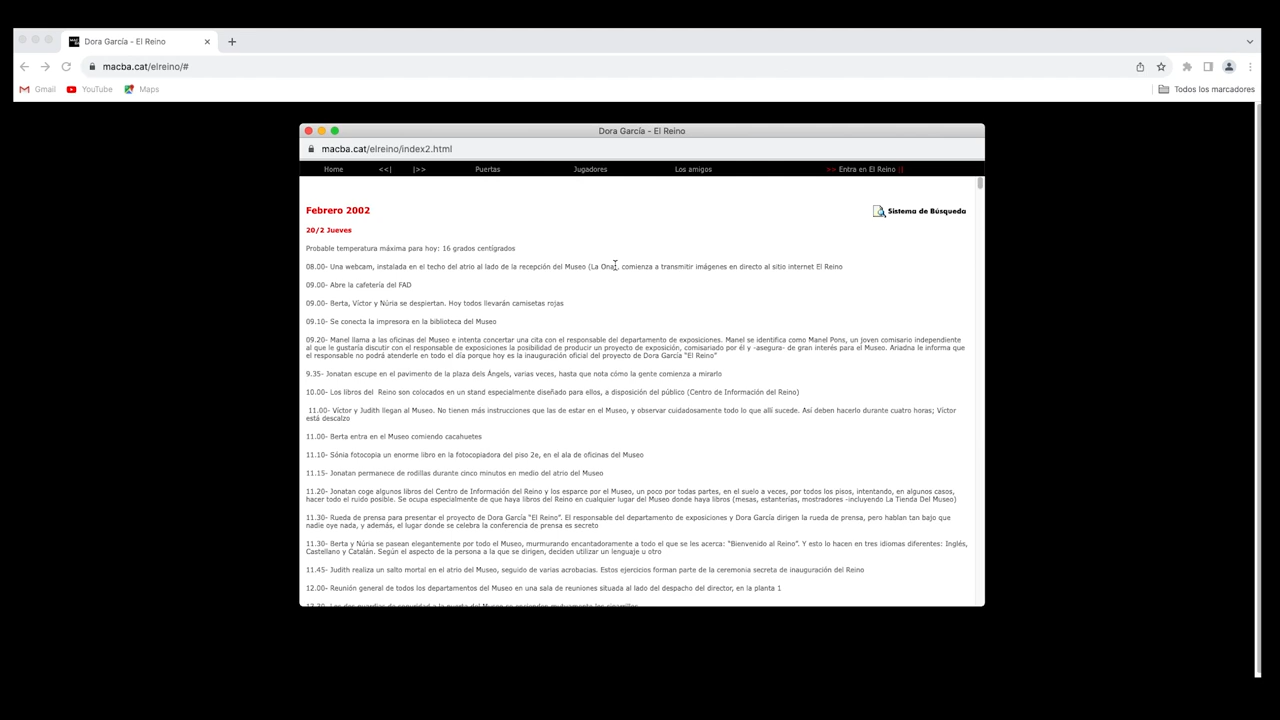 Dora García - El Reino
macba.cat/elreino/#
Gmail YouTube Maps Todos los marcadores
Dora García - El Reino
macba.cat/elreino/index2.html
Home <<| |>> Puertas Jugadores Los amigos >> Entra en El Reino ||
Febrero 2002
Sistema de Búsqueda
20/2 Jueves
Probable temperatura máxima para hoy: 16 grados centígrados
08.00- Una webcam, instalada en el techo del atrio al lado de la recepción del Museo (La Ona), comienza a transmitir imágenes en directo al sitio internet El Reino
09.00- Abre la cafetería del FAD
09.00- Berta, Víctor y Núria se despiertan. Hoy todos llevarán camisetas rojas
09.10- Se conecta la impresora en la biblioteca del Museo
09.20- Manel llama a las oficinas del Museo e intenta concertar una cita con el responsable del departamento de exposiciones. Manel se identifica como Manel Pons, un joven comisario independiente
al que le gustaría discutir con el responsable de exposiciones la posibilidad de producir un proyecto de exposición, comisariado por él y -asegura- de gran interés para el Museo. Ariadna le informa que
el responsable no podrá atenderle en todo el día porque hoy es la inauguración oficial del proyecto de Dora García "El Reino"
9.35- Jonatan escupe en el pavimento de la plaza dels Àngels, varias veces, hasta que nota cómo la gente comienza a mirarlo
10.00- Los libros del Reino son colocados en un stand especialmente diseñado para ellos, a disposición del público (Centro de Información del Reino)
11.00- Víctor y Judith llegan al Museo. No tienen más instrucciones que las de estar en el Museo, y observar cuidadosamente todo lo que allí sucede. Así deben hacerlo durante cuatro horas; Víctor
está descalzo
11.00- Berta entra en el Museo comiendo cacahuetes
11.10- Sónia fotocopia un enorme libro en la fotocopiadora del piso 2e, en el ala de oficinas del Museo
11.15- Jonatan permanece de rodillas durante cinco minutos en medio del atrio del Museo
11.20- Jonatan coge algunos libros del Centro de Información del Reino y los esparce por el Museo, un poco por todas partes, en el suelo a veces, por todos los pisos, intentando, en algunos casos,
hacer todo el ruido posible. Se ocupa especialmente de que haya libros del Reino en cualquier lugar del Museo donde haya libros (mesas, estanterías, mostradores -incluyendo La Tienda Del Museo)
11.30- Rueda de prensa para presentar el proyecto de Dora García "El Reino". El responsable del departamento de exposiciones y Dora García dirigen la rueda de prensa, pero hablan tan bajo que
nadie oye nada, y además, el lugar donde se celebra la conferencia de prensa es secreto
11.30- Berta y Núria se pasean elegantemente por todo el Museo, murmurando encantadoramente a todo el que se les acerca: "Bienvenido al Reino". Y esto lo hacen en tres idiomas diferentes: Inglés,
Castellano y Catalán. Según el aspecto de la persona a la que se dirigen, deciden utilizar un lenguaje u otro
11.45- Judith realiza un salto mortal en el atrio del Museo, seguido de varias acrobacias. Estos ejercicios forman parte de la ceremonia secreta de inauguración del Reino
12.00- Reunión general de todos los departamentos del Museo en una sala de reuniones situada al lado del despacho del director, en la planta 1